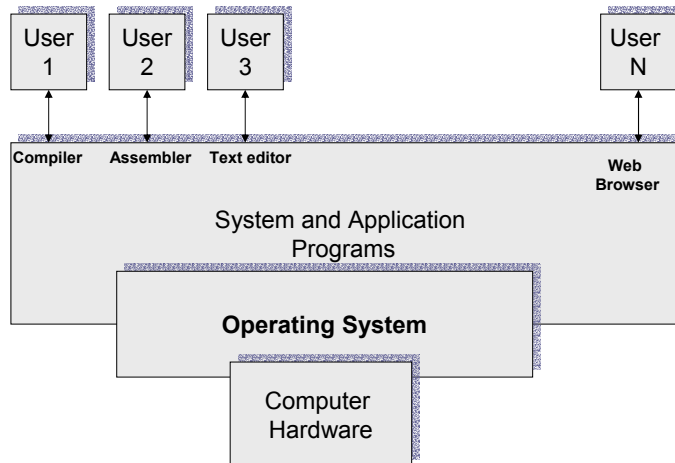 User
1
User
2
User
3
User
N
Compiler
Assembler
Text editor
Web
Browser
System and Application
Programs
Operating System
Computer
Hardware